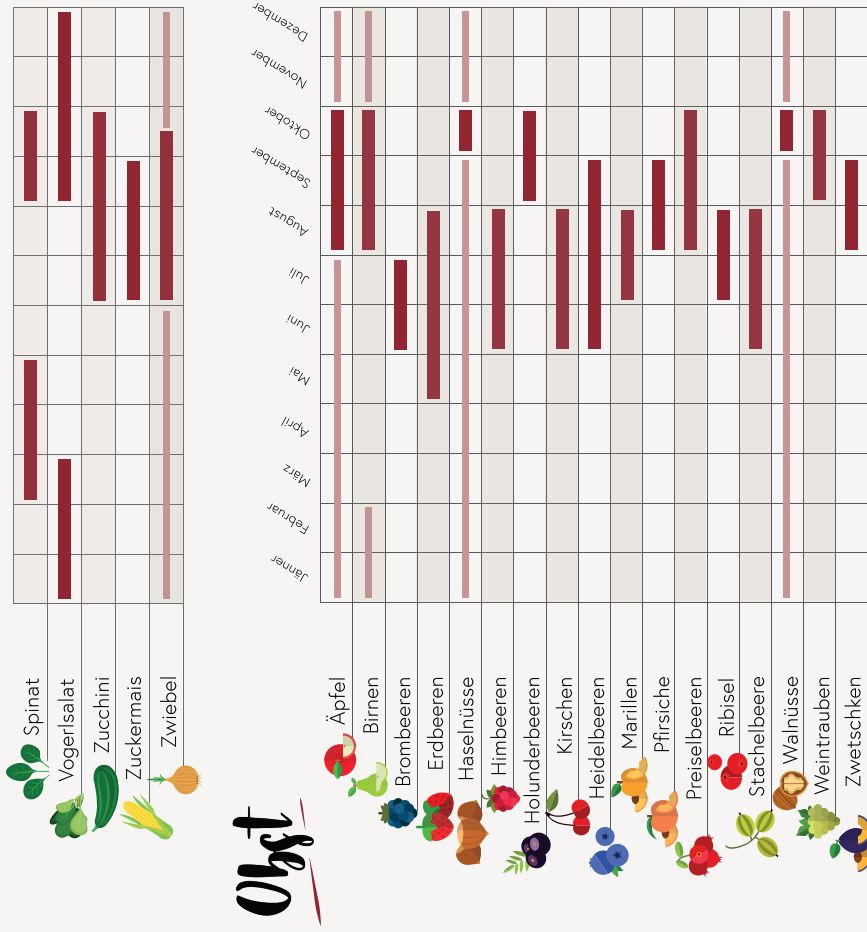 Spinat
Vogerlsalat
Zucchini
Zuckermais
Zwiebel
Obst
Jänner
Februar
März
April
Mai
Juni
Juli
August
September
Oktober
November
Dezember
Äpfel
Birnen
Brombeeren
Erdbeeren
Haselnüsse
Himbeeren
Holunderbeeren
Kirschen
Heidelbeeren
Marillen
Pfirsiche
Preiselbeeren
Ribisel
Stachelbeere
Walnüsse
Weintrauben
Zwetschken